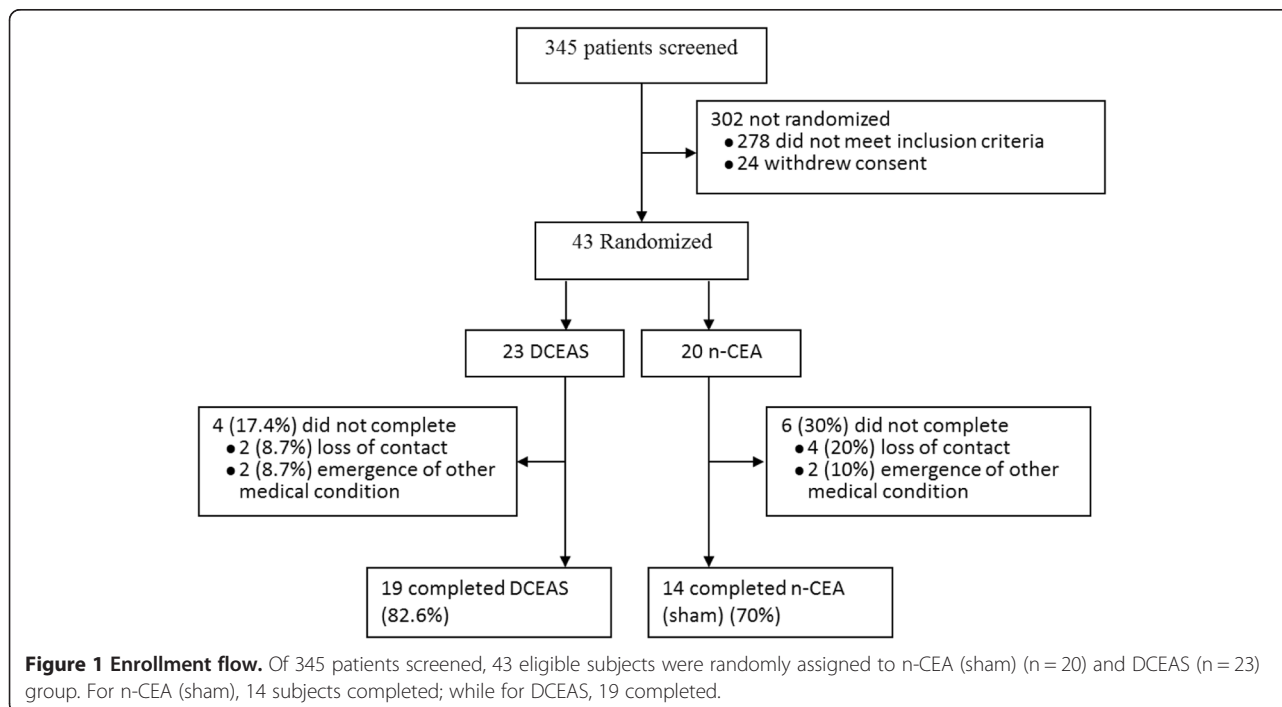 345 patients screened
302 not randomized
● 278 did not meet inclusion criteria
● 24 withdrew consent
43 Randomized
23 DCEAS
20 n-CEA
4 (17.4%) did not complete
● 2 (8.7%) loss of contact
● 2 (8.7%) emergence of other
medical condition
6 (30%) did not complete
● 4 (20%) loss of contact
● 2 (10%) emergence of other
medical condition
19 completed DCEAS
(82.6%)
14 completed n-CEA
(sham) (70%)
Figure 1 Enrollment flow. Of 345 patients screened, 43 eligible subjects were randomly assigned to n-CEA (sham) (n = 20) and DCEAS (n = 23)
group. For n-CEA (sham), 14 subjects completed; while for DCEAS, 19 completed.